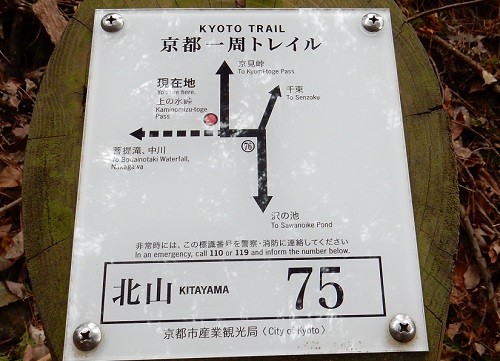 KYOTO TRAIL
京都一周トレイル
京見峠
To Kyomi-toge Pass
現在地
You are here.
上の水峠
Kaminomizu-toge
Pass
千束
To Senzoku
菩提滝、中川
To Bodainotaki Waterfall,
Nakagawa
76
沢の池
To Sawanoike Pond
非常時には、この標識番号を警察・消防に連絡してください
In an emergency, call 110 or 119 and inform the number below.
北山 KITAYAMA 75
京都市産業観光局〈City of Kyoto〉